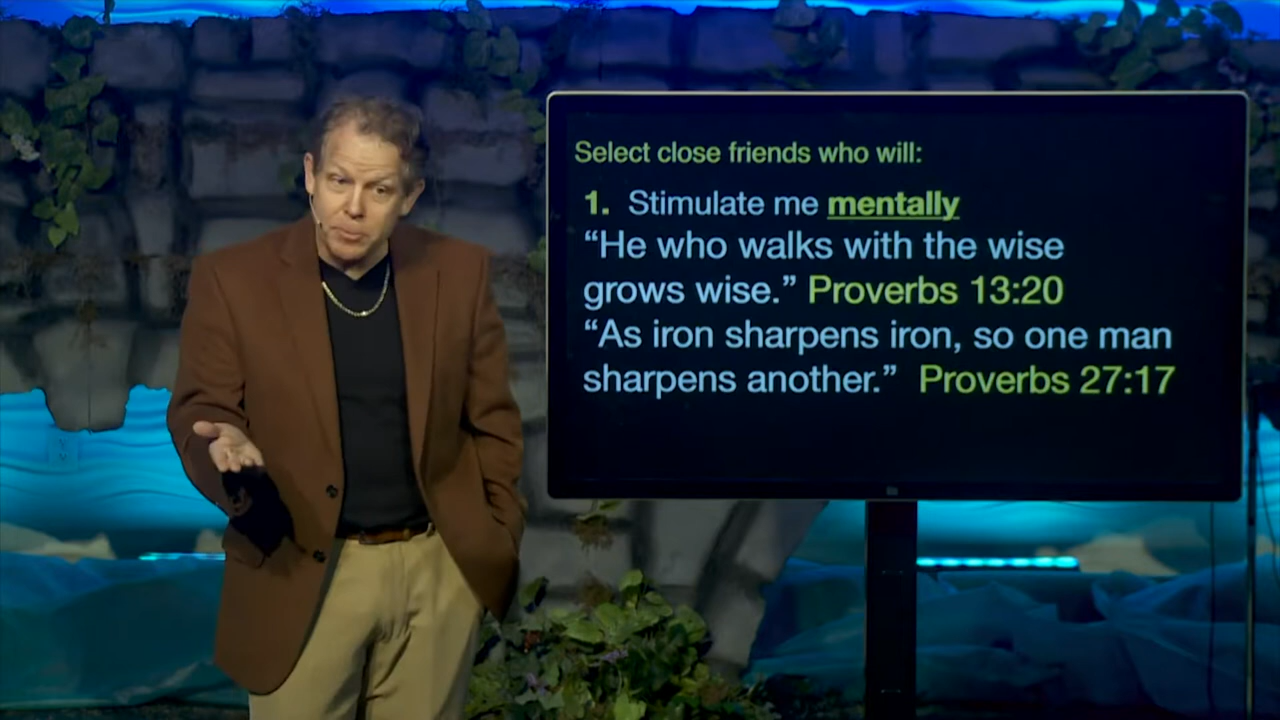 Select close friends who will:
1. Stimulate me mentally
“He who walks with the wise
grows wise.” Proverbs 13:20
“As iron sharpens iron, so one man
sharpens another.” Proverbs 27:17